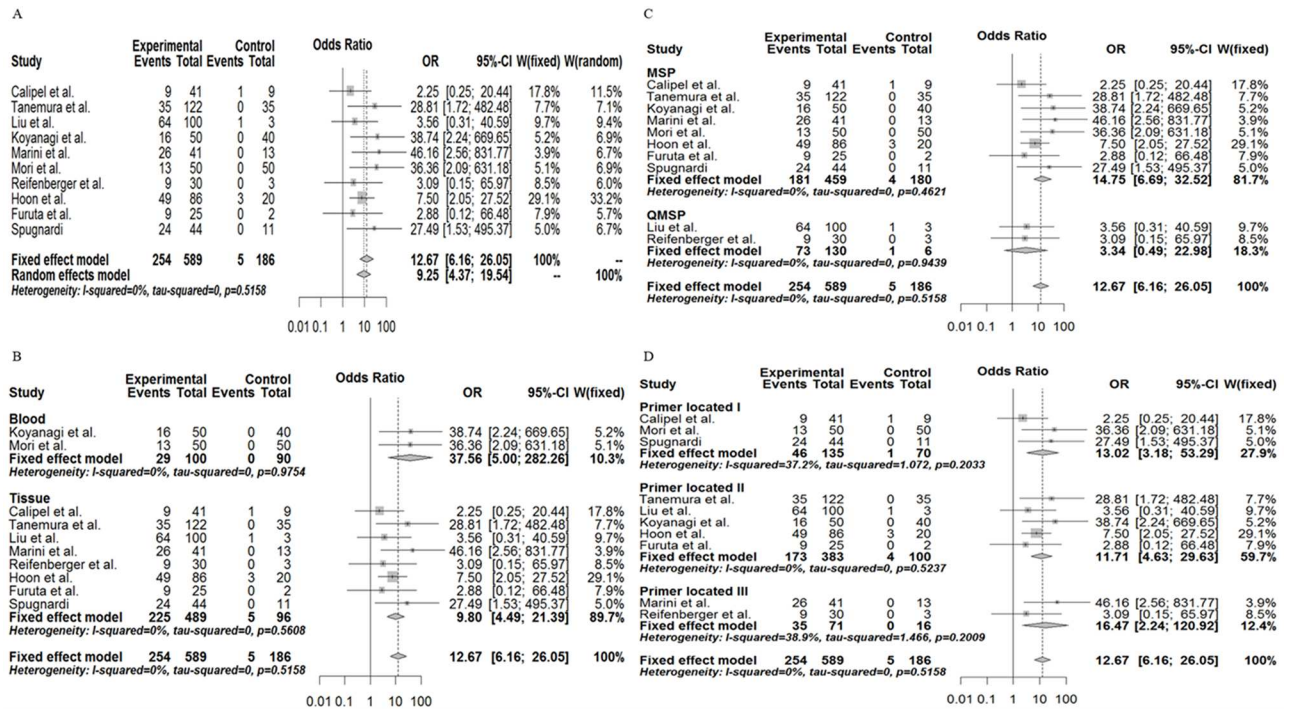 A
Odds Ratio
Experimental Control
Study Events Total Events Total OR 95%-CI W(fixed) W(random)
Calipel et al. 9 41 1 9 2.25 [0.25; 20.44] 17.8% 11.5%
Tanemura et al. 35 122 0 35 28.81 [1.72; 482.48] 7.7% 7.1%
Liu et al. 64 100 1 3 3.56 [0.31; 40.59] 9.7% 9.4%
Koyanagi et al. 16 50 0 40 38.74 [2.24; 669.65] 5.2% 6.9%
Marini et al. 26 41 0 13 46.16 [2.56; 831.77] 3.9% 6.7%
Mori et al. 13 50 0 50 36.36 [2.09; 631.18] 5.1% 6.9%
Reifenberger et al. 9 30 0 3 3.09 [0.15; 65.97] 8.5% 6.0%
Hoon et al. 49 86 3 20 7.50 [2.05; 27.52] 29.1% 33.2%
Furuta et al. 9 25 0 2 2.88 [0.12; 66.48] 7.9% 5.7%
Spugnardi 24 44 0 11 27.49 [1.53; 495.37] 5.0% 6.7%
Fixed effect model 254 589 5 186 12.67 [6.16; 26.05] 100% --
Random effects model 9.25 [4.37; 19.54] -- 100%
Heterogeneity: I-squared=0%, tau-squared=0, p=0.5158
0.01 0.1 1 10 100
B
Odds Ratio
Experimental Control
Study Events Total Events Total OR 95%-CI W(fixed)
Blood
Koyanagi et al. 16 50 0 40 38.74 [2.24; 669.65] 5.2%
Mori et al. 13 50 0 50 36.36 [2.09; 631.18] 5.1%
Fixed effect model 29 100 0 90 37.56 [5.00; 282.26] 10.3%
Heterogeneity: I-squared=0%, tau-squared=0, p=0.9754
Tissue
Calipel et al. 9 41 1 9 2.25 [0.25; 20.44] 17.8%
Tanemura et al. 35 122 0 35 28.81 [1.72; 482.48] 7.7%
Liu et al. 64 100 1 3 3.56 [0.31; 40.59] 9.7%
Marini et al. 26 41 0 13 46.16 [2.56; 831.77] 3.9%
Reifenberger et al. 9 30 0 3 3.09 [0.15; 65.97] 8.5%
Hoon et al. 49 86 3 20 7.50 [2.05; 27.52] 29.1%
Furuta et al. 9 25 0 2 2.88 [0.12; 66.48] 7.9%
Spugnardi 24 44 0 11 27.49 [1.53; 495.37] 5.0%
Fixed effect model 225 489 5 96 9.80 [4.49; 21.39] 89.7%
Heterogeneity: I-squared=0%, tau-squared=0, p=0.5608
Fixed effect model 254 589 5 186 12.67 [6.16; 26.05] 100%
Heterogeneity: I-squared=0%, tau-squared=0, p=0.5158
0.01 0.1 1 10 100
C
Odds Ratio
Experimental Control
Study Events Total Events Total OR 95%-CI W(fixed)
MSP
Calipel et al. 9 41 1 9 2.25 [0.25; 20.44] 17.8%
Tanemura et al. 35 122 0 35 28.81 [1.72; 482.48] 7.7%
Koyanagi et al. 16 50 0 40 38.74 [2.24; 669.65] 5.2%
Marini et al. 26 41 0 13 46.16 [2.56; 831.77] 3.9%
Mori et al. 13 50 0 50 36.36 [2.09; 631.18] 5.1%
Hoon et al. 49 86 3 20 7.50 [2.05; 27.52] 29.1%
Furuta et al. 9 25 0 2 2.88 [0.12; 66.48] 7.9%
Spugnardi 24 44 0 11 27.49 [1.53; 495.37] 5.0%
Fixed effect model 181 459 4 180 14.75 [6.69; 32.52] 81.7%
Heterogeneity: I-squared=0%, tau-squared=0, p=0.4621
QMSP
Liu et al. 64 100 1 3 3.56 [0.31; 40.59] 9.7%
Reifenberger et al. 9 30 0 3 3.09 [0.15; 65.97] 8.5%
Fixed effect model 73 130 1 6 3.34 [0.49; 22.98] 18.3%
Heterogeneity: I-squared=0%, tau-squared=0, p=0.9439
Fixed effect model 254 589 5 186 12.67 [6.16; 26.05] 100%
Heterogeneity: I-squared=0%, tau-squared=0, p=0.5158
0.01 0.1 1 10 100
D
Odds Ratio
Experimental Control
Study Events Total Events Total OR 95%-CI W(fixed)
Primer located I
Calipel et al. 9 41 1 9 2.25 [0.25; 20.44] 17.8%
Mori et al. 13 50 0 50 36.36 [2.09; 631.18] 5.1%
Spugnardi 24 44 0 11 27.49 [1.53; 495.37] 5.0%
Fixed effect model 46 135 1 70 13.02 [3.18; 53.29] 27.9%
Heterogeneity: I-squared=37.2%, tau-squared=1.072, p=0.2033
Primer located II
Tanemura et al. 35 122 0 35 28.81 [1.72; 482.48] 7.7%
Liu et al. 64 100 1 3 3.56 [0.31; 40.59] 9.7%
Koyanagi et al. 16 50 0 40 38.74 [2.24; 669.65] 5.2%
Hoon et al. 49 86 3 20 7.50 [2.05; 27.52] 29.1%
Furuta et al. 9 25 0 2 2.88 [0.12; 66.48] 7.9%
Fixed effect model 173 383 4 100 11.71 [4.63; 29.63] 59.7%
Heterogeneity: I-squared=0%, tau-squared=0, p=0.5237
Primer located III
Marini et al. 26 41 0 13 46.16 [2.56; 831.77] 3.9%
Reifenberger et al. 9 30 0 3 3.09 [0.15; 65.97] 8.5%
Fixed effect model 35 71 0 16 16.47 [2.24; 120.92] 12.4%
Heterogeneity: I-squared=38.9%, tau-squared=1.466, p=0.2009
Fixed effect model 254 589 5 186 12.67 [6.16; 26.05] 100%
Heterogeneity: I-squared=0%, tau-squared=0, p=0.5158
0.01 0.1 1 10 100